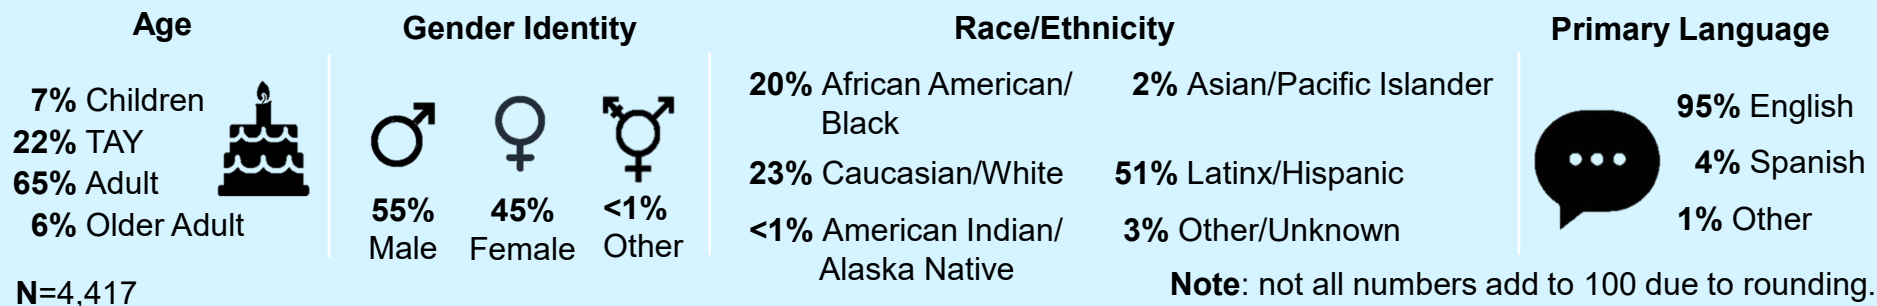 Age
7% Children
22% TAY
65% Adult
6% Older Adult
N=4,417
Gender Identity
55%
Male
45%
Female
<1%
Other
Race/Ethnicity
20% African American/
Black
23% Caucasian/White
<1% American Indian/
Alaska Native
2% Asian/Pacific Islander
51% Latinx/Hispanic
3% Other/Unknown
Primary Language
95% English
4% Spanish
1% Other
Note: not all numbers add to 100 due to rounding.